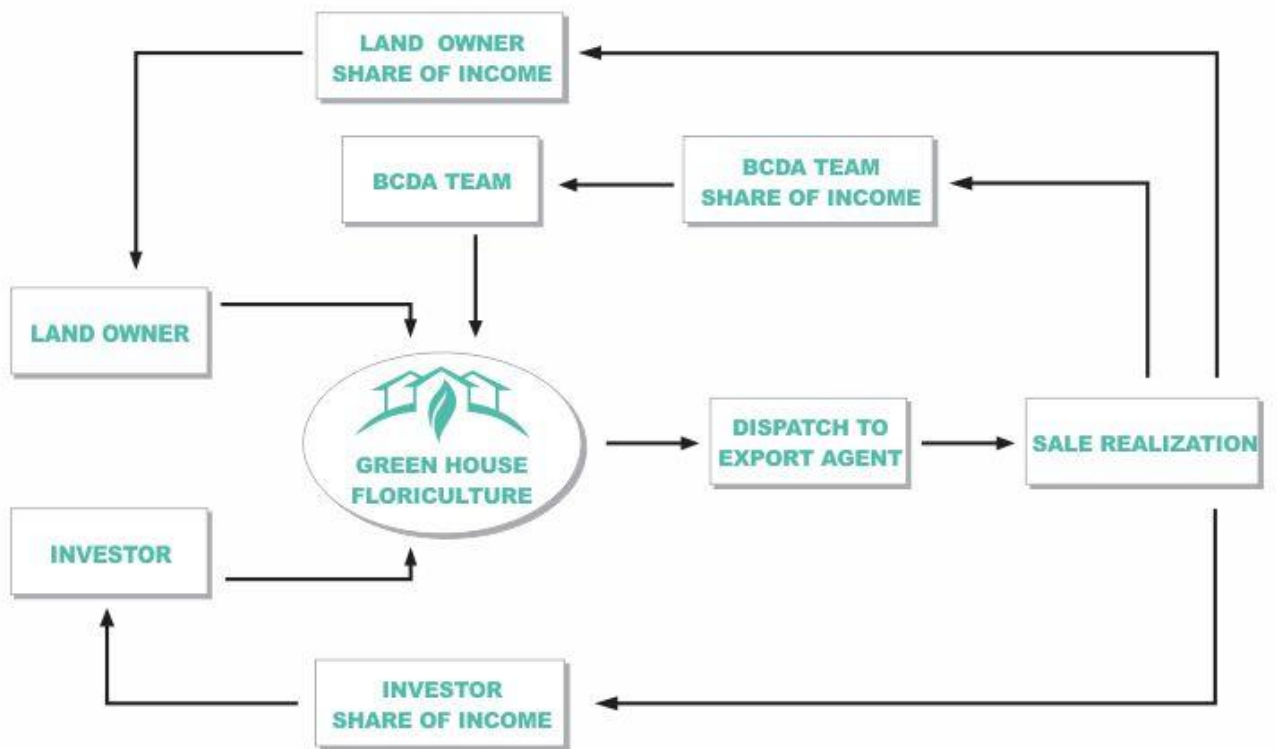 LAND OWNER
SHARE OF INCOME
BCDA TEAM
BCDA TEAM
SHARE OF INCOME
LAND OWNER
GREEN HOUSE
FLORICULTURE
DISPATCH TO
EXPORT AGENT
SALE REALIZATION
INVESTOR
INVESTOR
SHARE OF INCOME